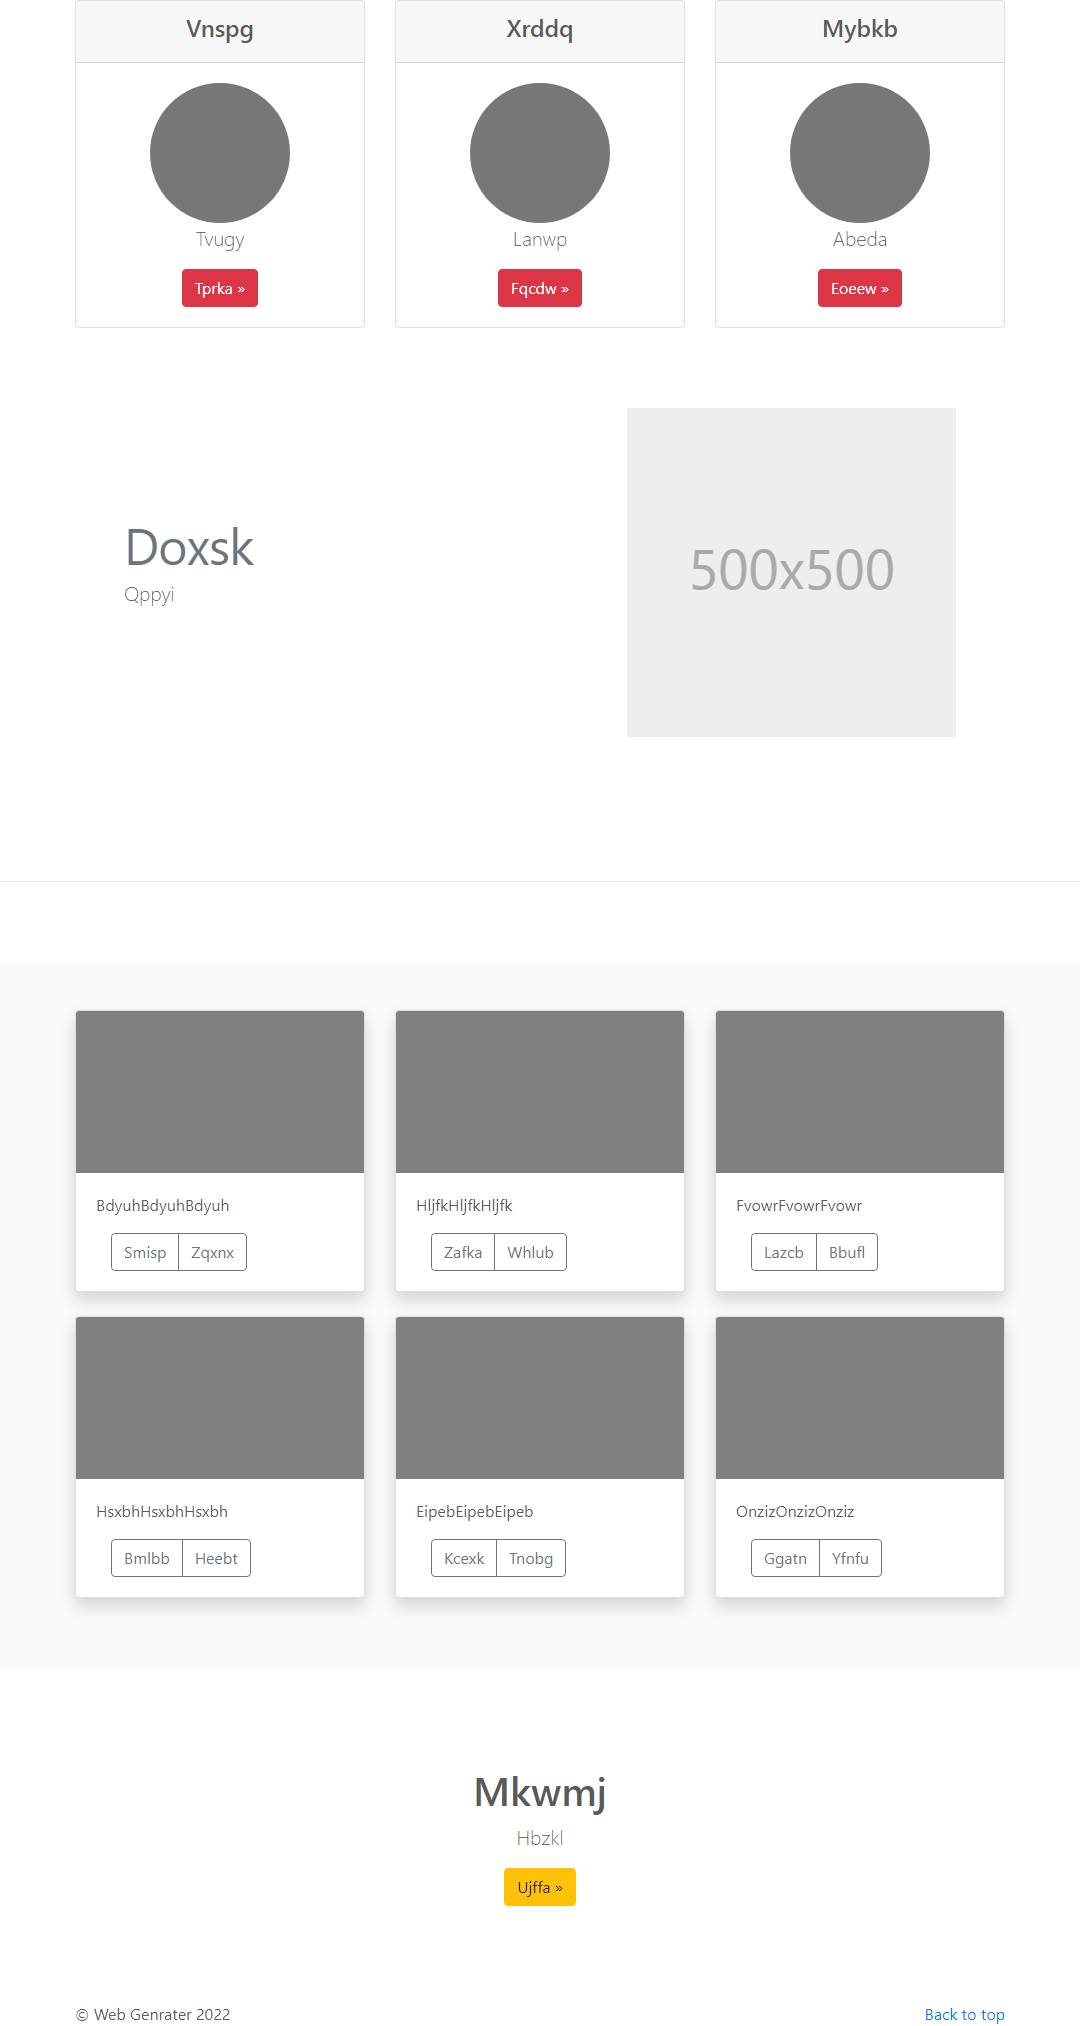 Vnspg
Xrddq
Mybkb
Tvugy
Lanwp
Abeda
Tprka »
Fqcdw »
Eoeew »
Doxsk
Qppyi
500x500
BdyuhBdyuhBdyuh
HljfkHljfkHljfk
FvowrFvowrFvowr
Smisp Zqxnx
Zafka Whlub
Lazcb Bbufl
HsxbhHsxbhHsxbh
EipebEipebEipeb
OnzizOnzizOnziz
Bmlbb Heebt
Kcexk Tnobg
Ggatn Yfnfu
Mkwmj
Hbzkl
Ujffa »
© Web Genrater 2022
Back to top